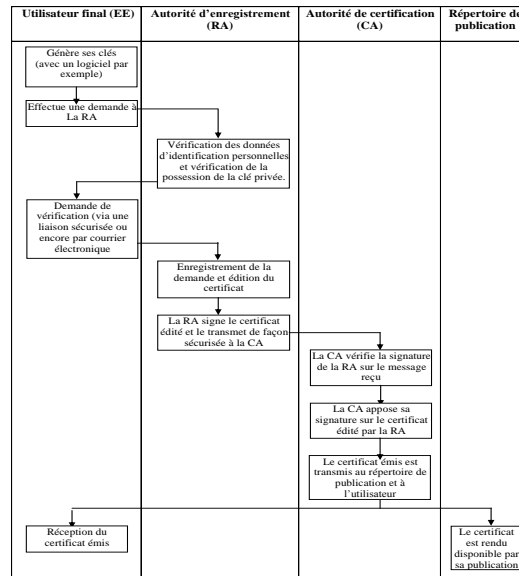 Utilisateur final (EE)
Autorité d'enregistrement
(RA)
Autorité de certification
(CA)
Répertoire de
publication
Génère ses clés
(avec un logiciel par
exemple)
Effectue une demande à
La RA
Vérification des données
d'identification personnelles
et vérification de la
possession de la clé privée.
Demande de
vérification (via une
liaison sécurisée ou
encore par courrier
électronique
Enregistrement de la
demande et édition du
certificat
La RA signe le certificat
édité et le transmet de façon
sécurisée à la CA
La CA vérifie la signature
de la RA sur le message
reçu
La CA appose sa
signature sur le certificat
édité par la RA
Le certificat émis est
transmis au répertoire de
publication et à
l'utilisateur
Réception du
certificat émis
Le certificat
est rendu
disponible par
sa publication